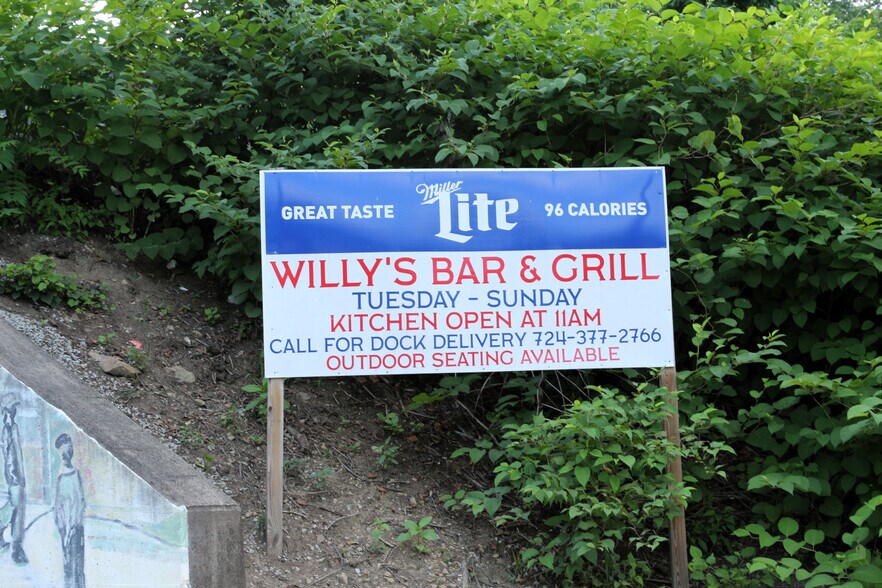 GREAT TASTE Miller Lite 96 CALORIES
WILLY'S BAR & GRILL
TUESDAY - SUNDAY
KITCHEN OPEN AT 11AM
CALL FOR DOCK DELIVERY 724-377-2766
OUTDOOR SEATING AVAILABLE